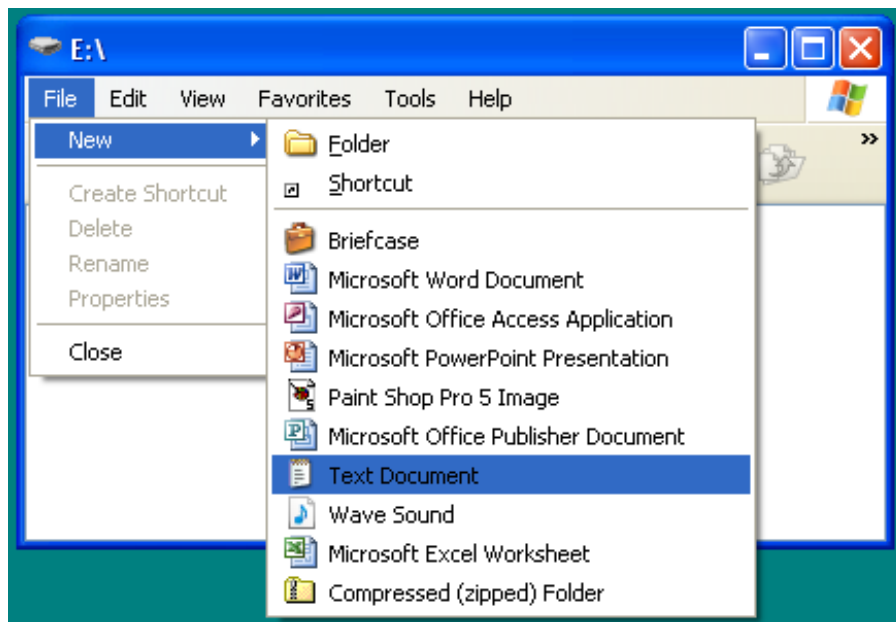 E:\
File Edit View Favorites Tools Help
New
Create Shortcut
Delete
Rename
Properties
Close
Folder
Shortcut
Briefcase
Microsoft Word Document
Microsoft Office Access Application
Microsoft PowerPoint Presentation
Paint Shop Pro 5 Image
Microsoft Office Publisher Document
Text Document
Wave Sound
Microsoft Excel Worksheet
Compressed (zipped) Folder